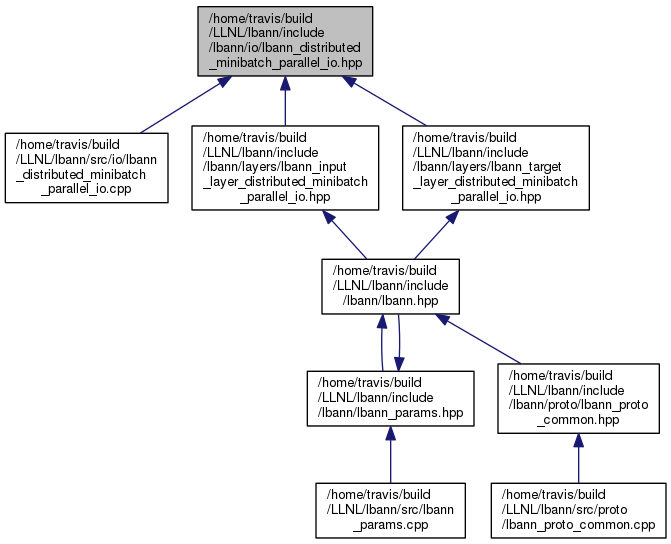 /home/travis/build
/LLNL/lbann/include
/lbann/io/lbann_distributed
_minibatch_parallel_io.hpp
/home/travis/build
/LLNL/lbann/src/io/lbann
_distributed_minibatch
_parallel_io.cpp
/home/travis/build
/LLNL/lbann/include
/lbann/layers/lbann_input
_layer_distributed_minibatch
_parallel_io.hpp
/home/travis/build
/LLNL/lbann/include
/lbann/layers/lbann_target
_layer_distributed_minibatch
_parallel_io.hpp
/home/travis/build
/LLNL/lbann/include
/lbann/lbann.hpp
/home/travis/build
/LLNL/lbann/include
/lbann/lbann_params.hpp
/home/travis/build
/LLNL/lbann/include
/lbann/proto/lbann_proto
_common.hpp
/home/travis/build
/LLNL/lbann/src/lbann
_params.cpp
/home/travis/build
/LLNL/lbann/src/proto
/lbann_proto_common.cpp